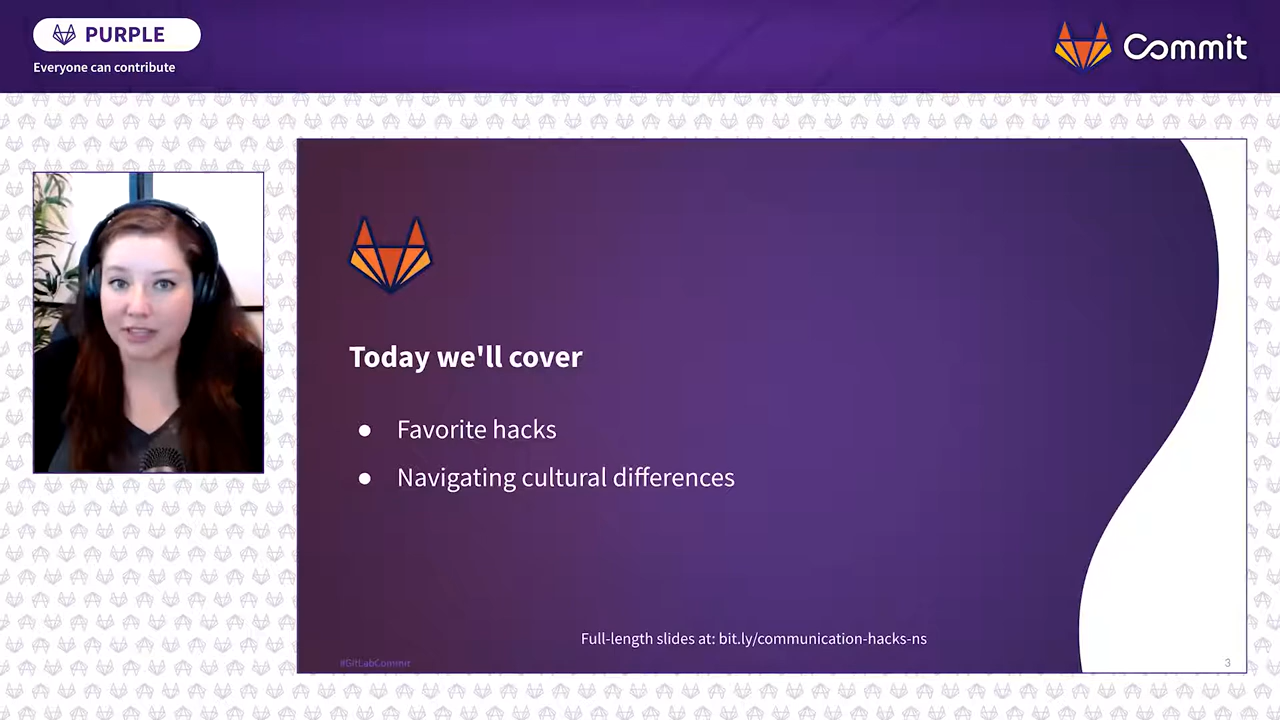 PURPLE
Everyone can contribute
Commit
Today we'll cover
● Favorite hacks
● Navigating cultural differences
Full-length slides at: bit.ly/communication-hacks-ns
#GitLabCommit
3